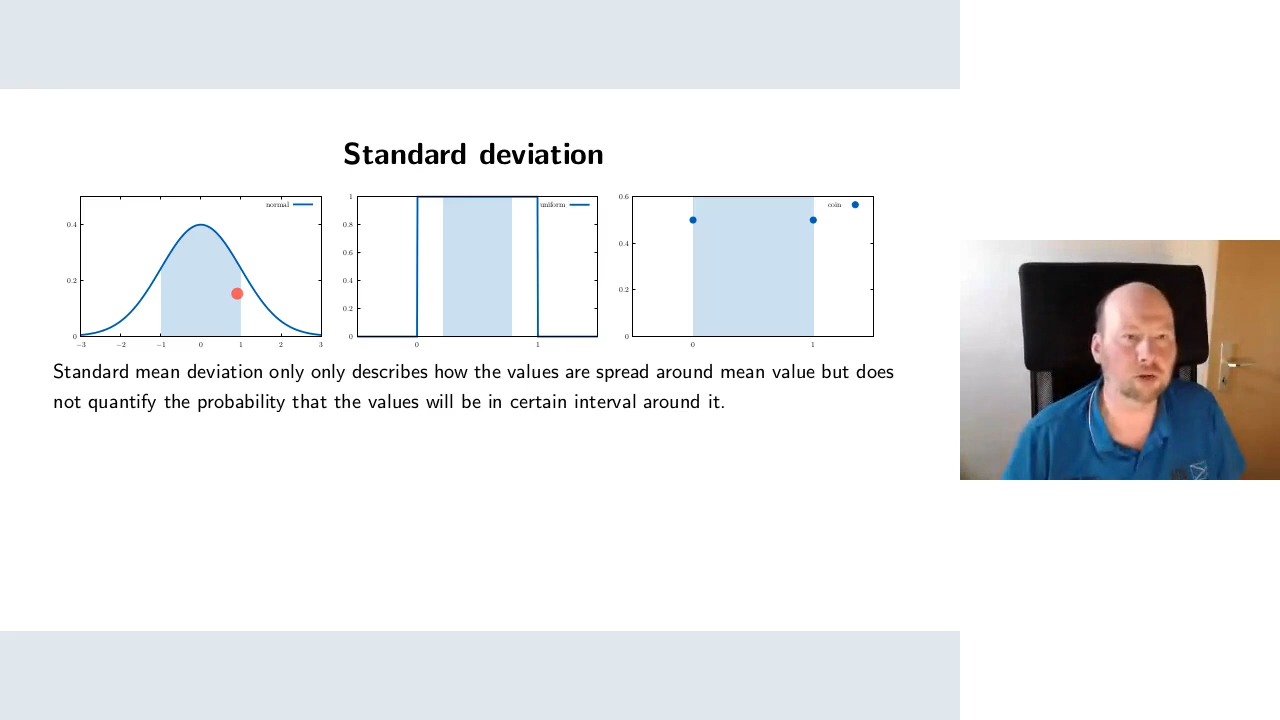 Standard deviation
normal
0.4
0.2
0
−3 −2 −1 0 1 2 3
uniform
1
0.8
0.6
0.4
0.2
0
0 1
coin
0.6
0.4
0.2
0
0 1
Standard mean deviation only only describes how the values are spread around mean value but does
not quantify the probability that the values will be in certain interval around it.